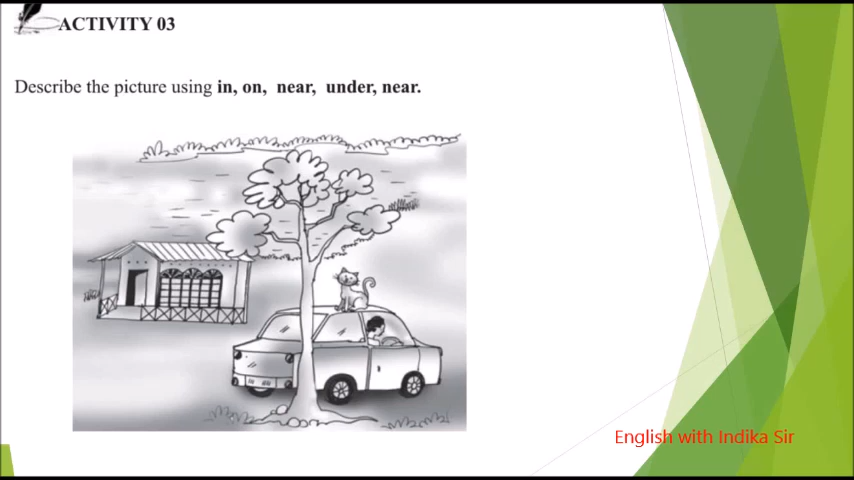 ACTIVITY 03
Describe the picture using in, on, near, under, near.
English with Indika Sir